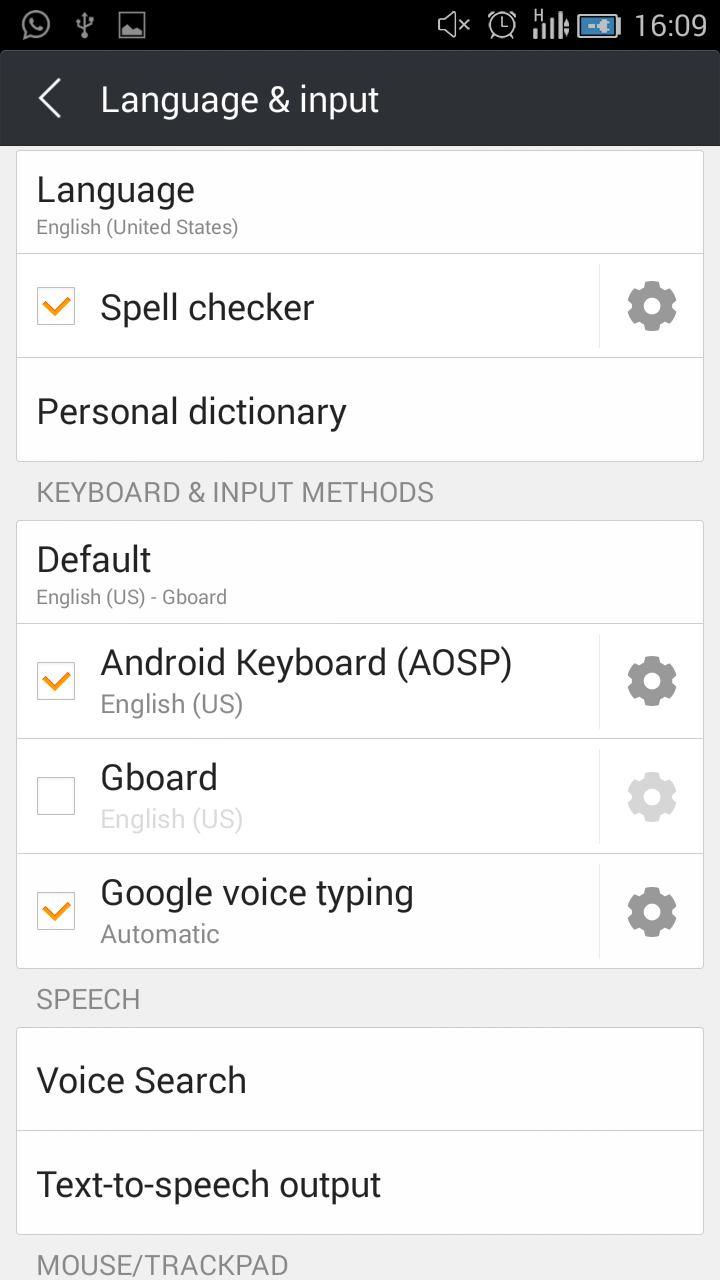 H
16:09
Language & input
Language
English (United States)
Spell checker
Personal dictionary
KEYBOARD & INPUT METHODS
Default
English (US) - Gboard
Android Keyboard (AOSP)
English (US)
Gboard
English (US)
Google voice typing
Automatic
SPEECH
Voice Search
Text-to-speech output
MOUSE/TRACKPAD